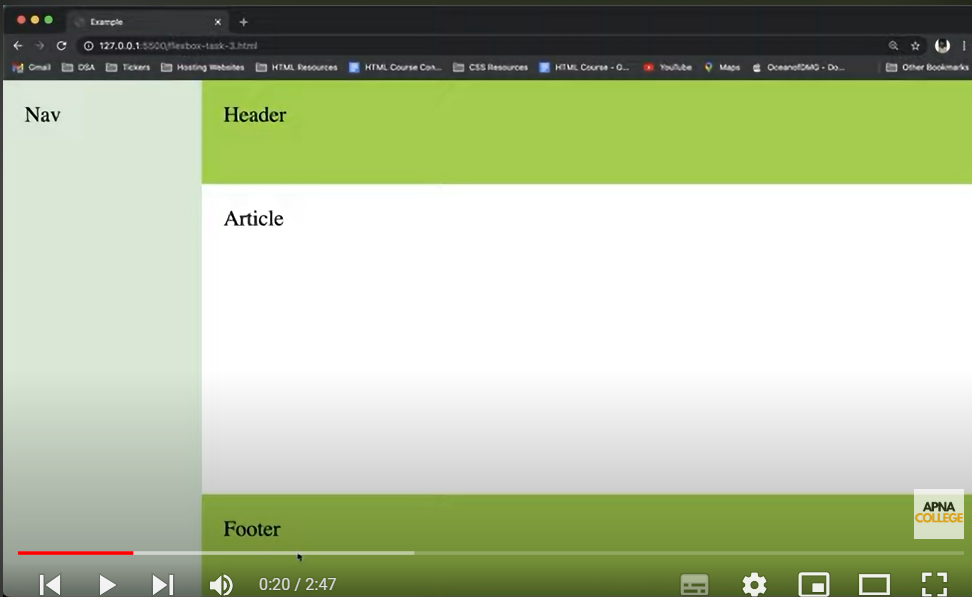 Example
127.0.0.1:5500/flexbox-task-3.html
Gmail DSA Tickers Hosting Websites HTML Resources HTML Course Con... CSS Resources HTML Course - G... YouTube Maps OceanofDMG - Do... Other Bookmarks
Nav
Header
Article
Footer
APNA
COLLEGE
0:20 / 2:47